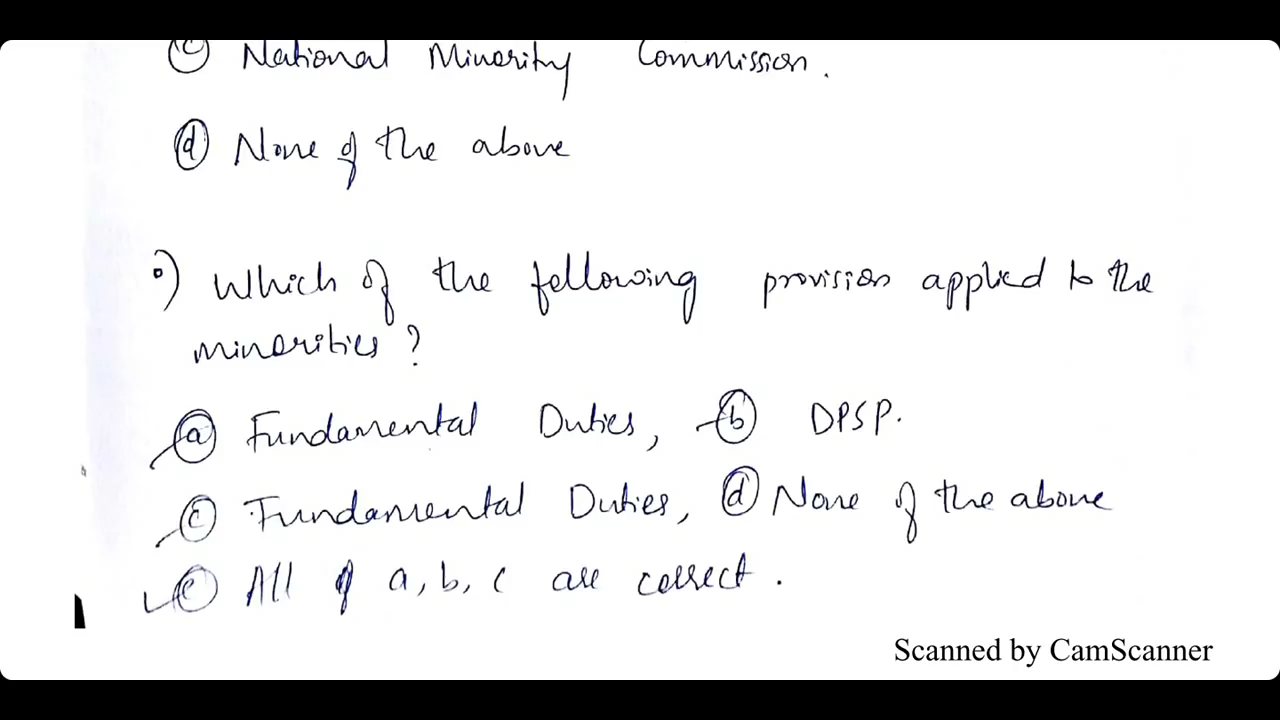 (c) National Minority Commission.
(d) None of the above
•) Which of the following provision applied to the
minorities ?
(a) Fundamental Duties, (b) DPSP.
(c) Fundamental Duties, (d) None of the above
(e) All of a, b, c are correct.
Scanned by CamScanner